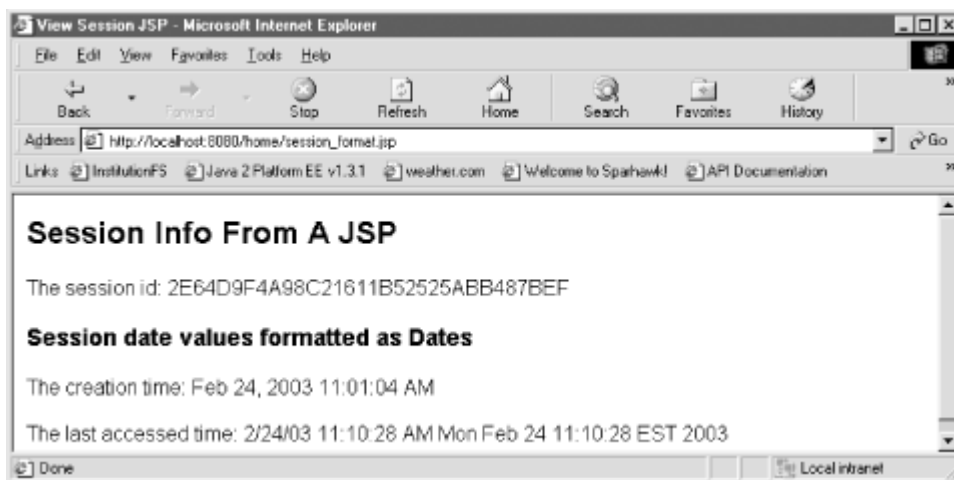 View Session JSP - Microsoft Internet Explorer
File Edit View Favorites Tools Help
Back Forward Stop Refresh Home Search Favorites History »
Address http://localhost:8080/home/session_format.jsp Go
Links InstitutionFS Java 2 Platform EE v1.3.1 weather.com Welcome to Sparhawk! API Documentation »
Session Info From A JSP
The session id: 2E64D9F4A98C21611B52525ABB487BEF
Session date values formatted as Dates
The creation time: Feb 24, 2003 11:01:04 AM
The last accessed time: 2/24/03 11:10:28 AM Mon Feb 24 11:10:28 EST 2003
Done Local intranet